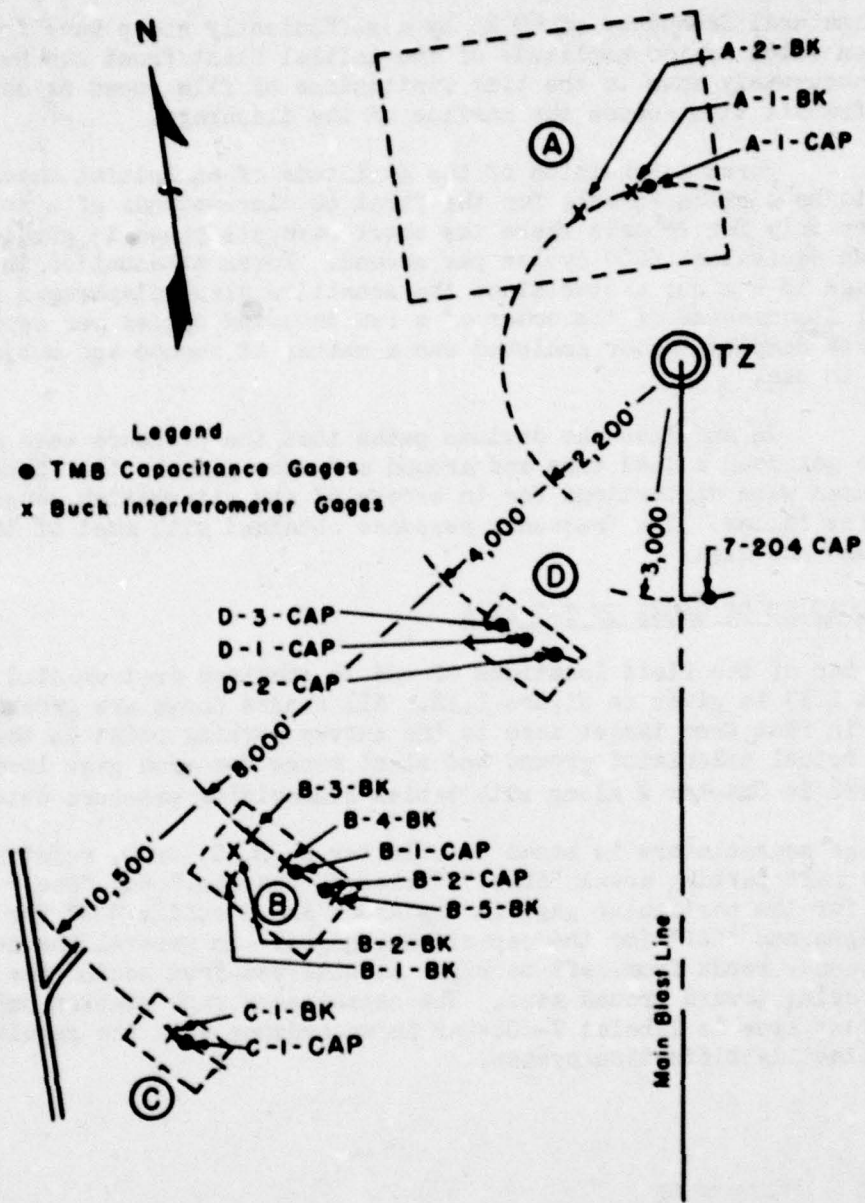 N
A-2-BK
A-1-BK
A-1-CAP
A
TZ
Legend
TMB Capacitance Gages
x Buck Interferometer Gages
2,200'
3,000'
4,000'
7-204 CAP
D
D-3-CAP
D-1-CAP
D-2-CAP
8,000'
B-3-BK
B-4-BK
B-1-CAP
B-2-CAP
B-5-BK
B
B-2-BK
B-1-BK
10,500'
C-1-BK
C-1-CAP
C
Main Blast Line